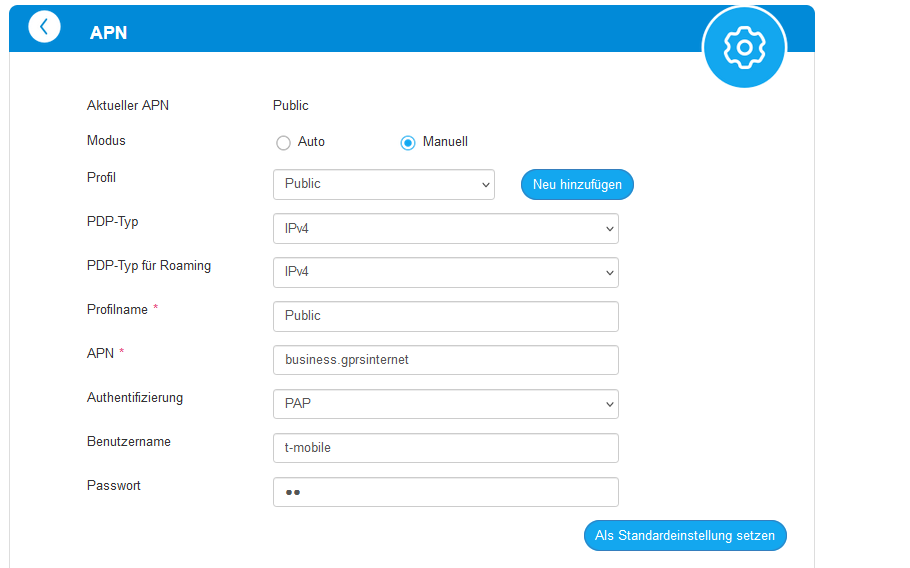 APN
Aktueller APN Public
Modus Auto Manuell
Profil Public Neu hinzufügen
PDP-Typ IPv4
PDP-Typ für Roaming IPv4
Profilname * Public
APN * business.gprsinternet
Authentifizierung PAP
Benutzername t-mobile
Passwort ●●
Als Standardeinstellung setzen